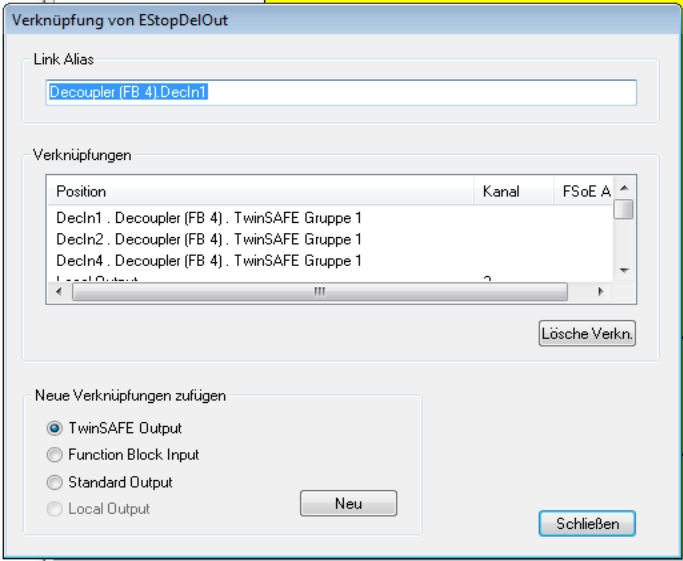 Verknüpfung von EStopDelOut
Link Alias
Decoupler (FB 4).DecIn1
Verknüpfungen
Position Kanal FSoE A
DecIn1 . Decoupler (FB 4) . TwinSAFE Gruppe 1
DecIn2 . Decoupler (FB 4) . TwinSAFE Gruppe 1
DecIn4 . Decoupler (FB 4) . TwinSAFE Gruppe 1
Local Output
Lösche Verkn.
Neue Verknüpfungen zufügen
TwinSAFE Output
Function Block Input
Standard Output
Local Output
Neu
Schließen